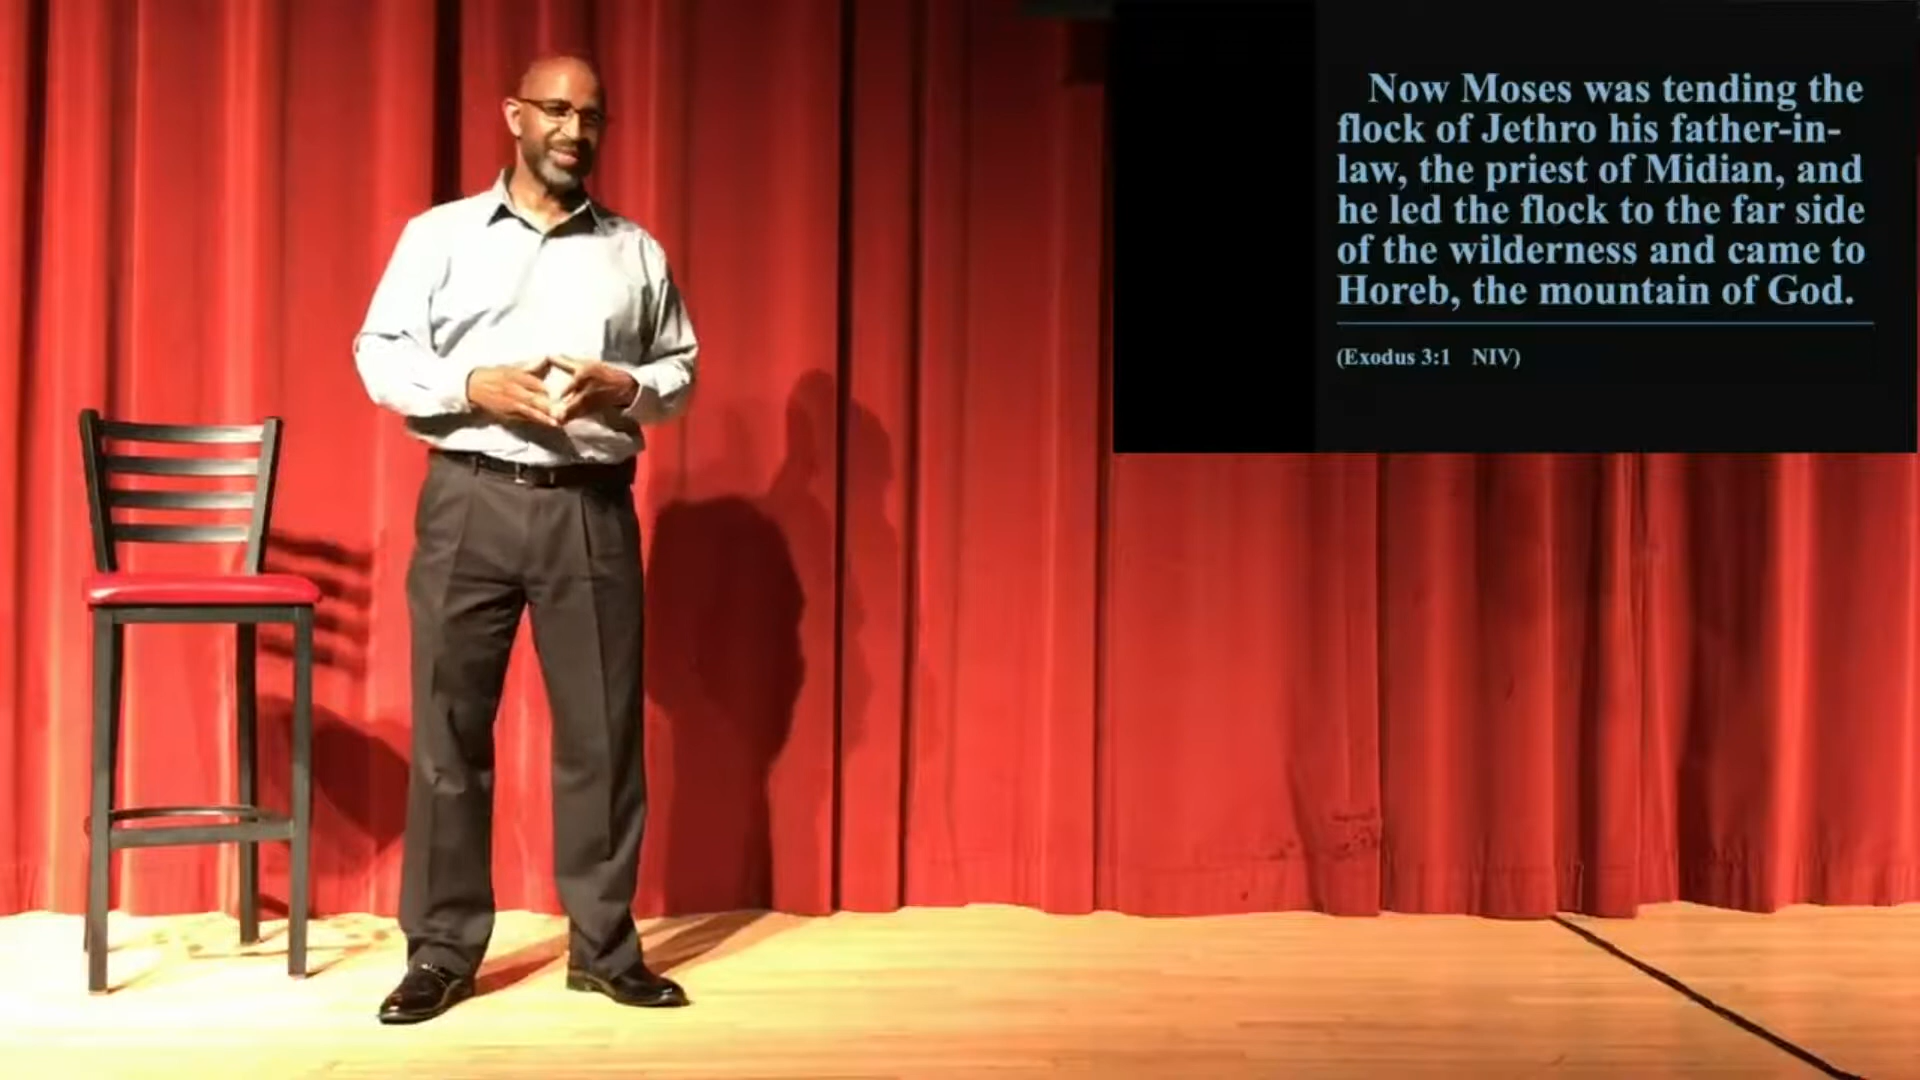 Now Moses was tending the
flock of Jethro his father-in-
law, the priest of Midian, and
he led the flock to the far side
of the wilderness and came to
Horeb, the mountain of God.
(Exodus 3:1 NIV)